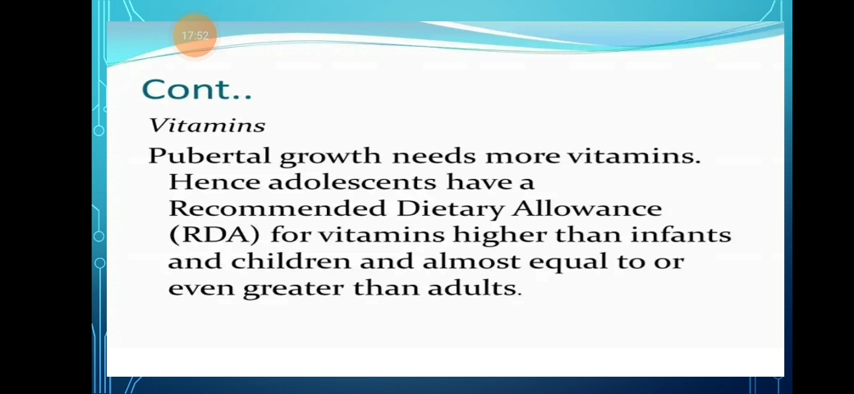 17:52
Cont..
Vitamins
Pubertal growth needs more vitamins.
Hence adolescents have a
Recommended Dietary Allowance
(RDA) for vitamins higher than infants
and children and almost equal to or
even greater than adults.